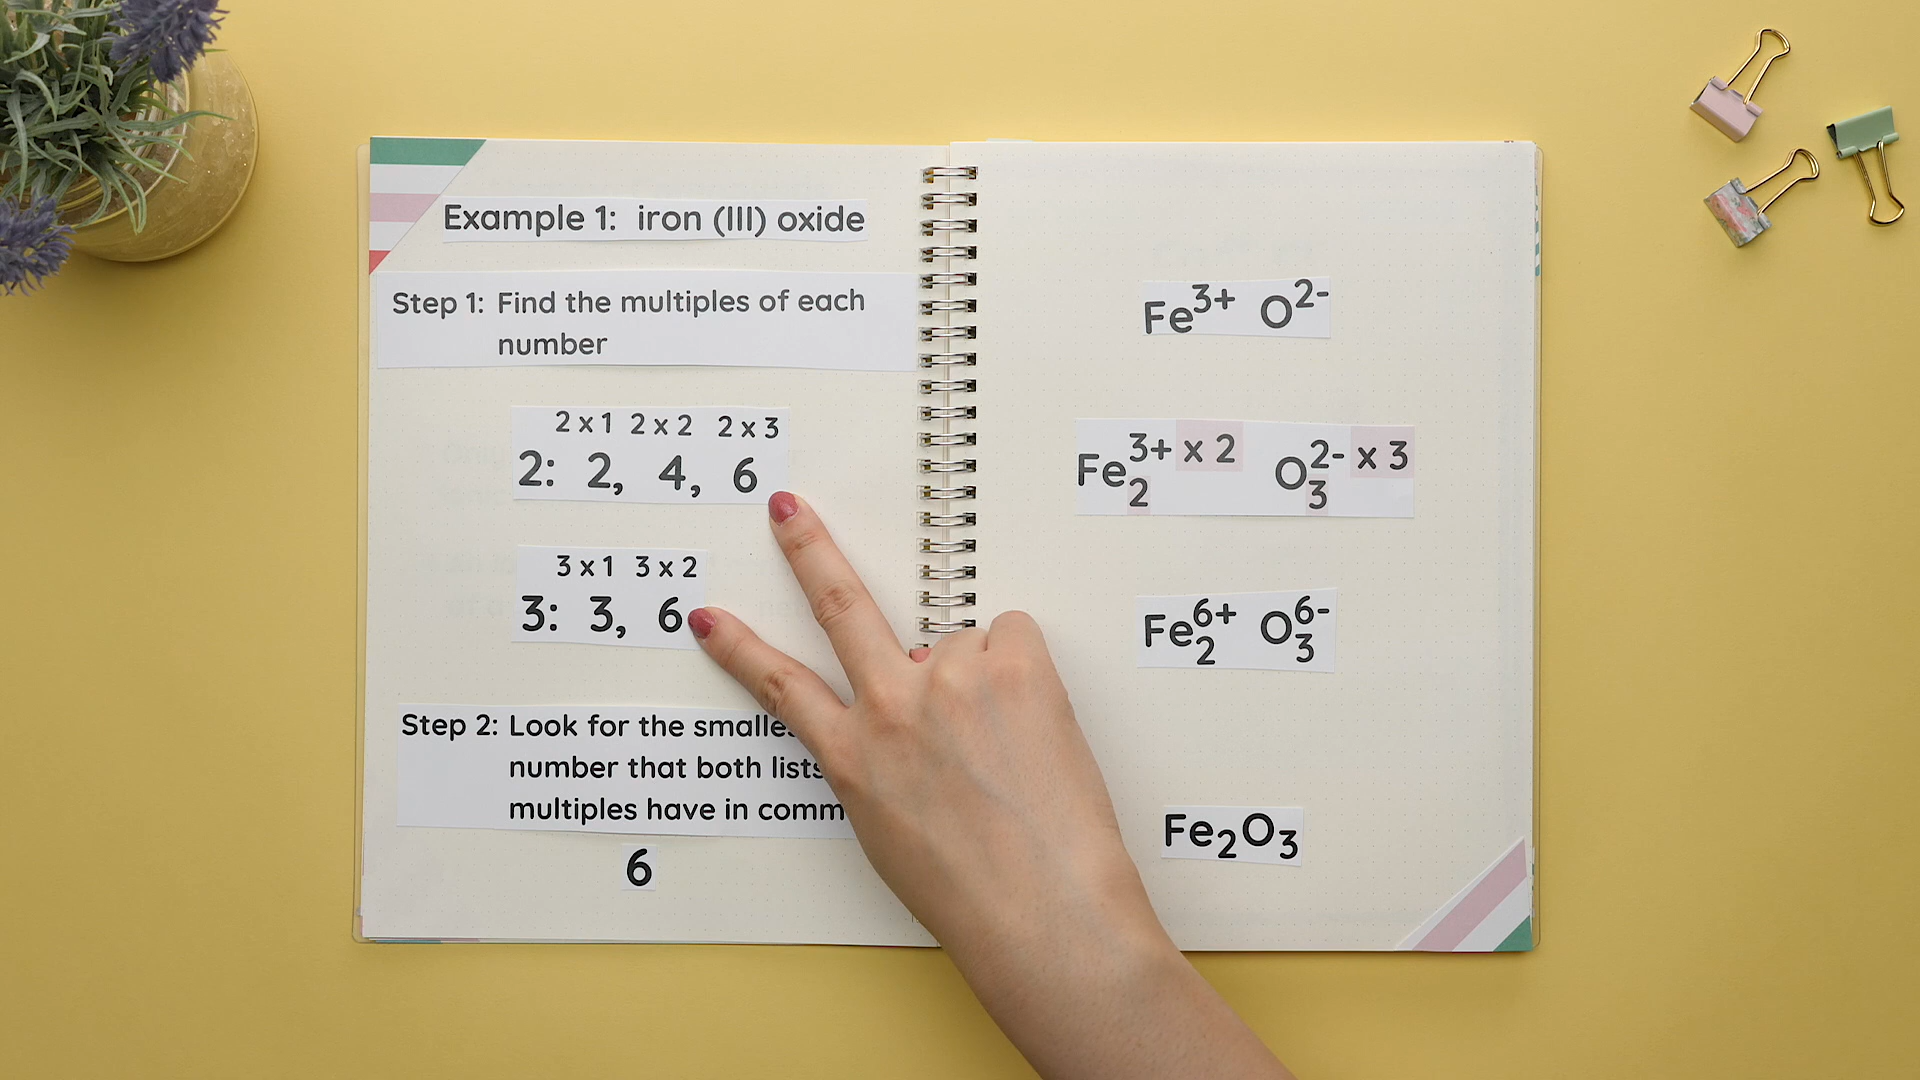 Example 1: iron (III) oxide
Step 1: Find the multiples of each
number
2 x 1 2 x 2 2 x 3
2: 2, 4, 6
3 x 1 3 x 2
3: 3, 6
Step 2: Look for the
number that both lists
multiples have in
6
Fe³⁺ O²⁻
Fe₂³⁺ x 2 O₃²⁻ x 3
Fe₂⁶⁺ O₃⁶⁻
Fe₂O₃